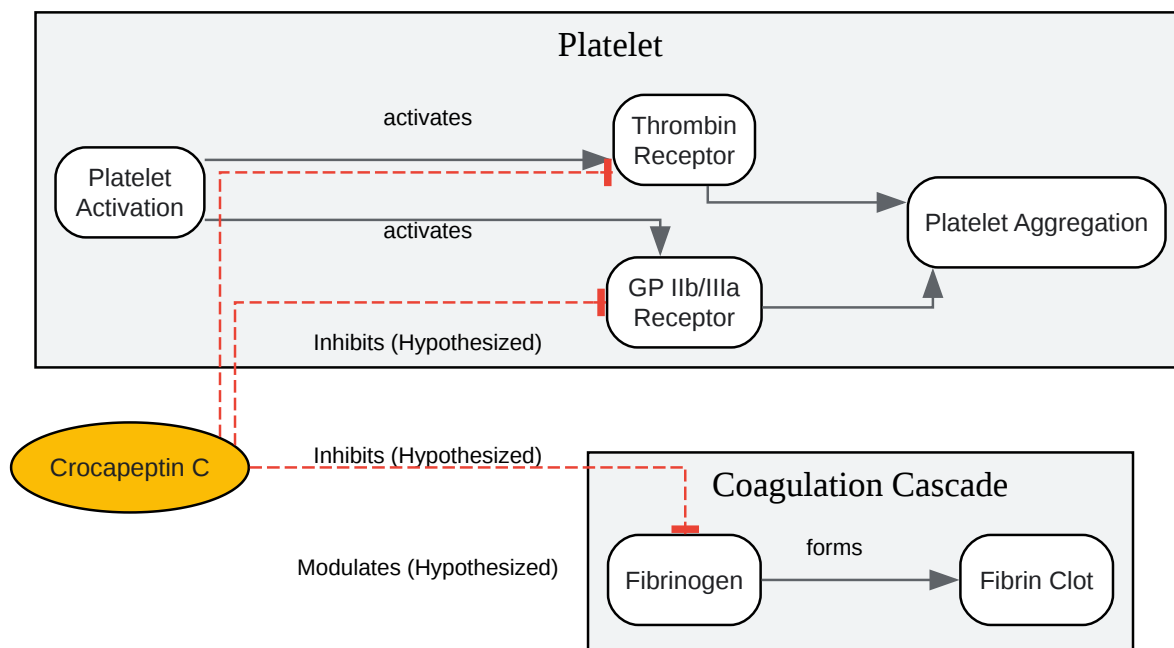 Platelet
activates
Thrombin
Receptor
Platelet
Activation
Platelet Aggregation
activates
GP IIb/IIIa
Receptor
Inhibits (Hypothesized)
Crocapeptin C
Inhibits (Hypothesized)
Coagulation Cascade
Modulates (Hypothesized)
forms
Fibrinogen
Fibrin Clot